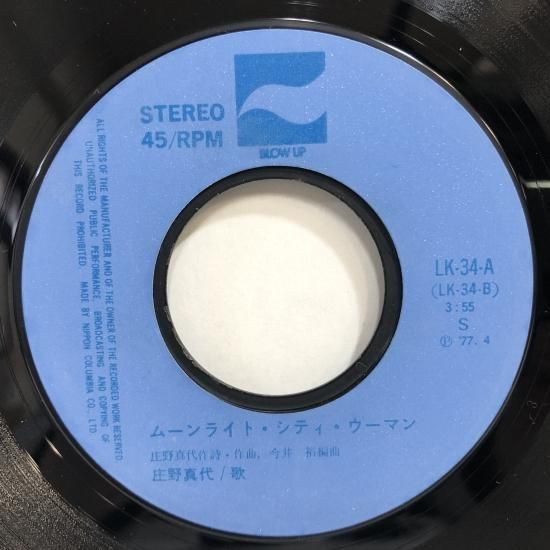 STEREO
45/RPM
BLOW UP
ALL RIGHTS OF THE MANUFACTURER AND OF THE OWNER OF THE RECORDED WORK RESERVED
UNAUTHORIZED PUBLIC PERFORMANCE, BROADCASTING AND COPYING OF
THIS RECORD PROHIBITED. MADE BY NIPPON COLUMBIA CO., LTD.
LK-34-A
(LK-34-B)
3:55
S
Ⓟ '77. 4
ムーンライト・シティ・ウーマン
庄野真代作詩・作曲, 今井 裕編曲
庄野真代/歌